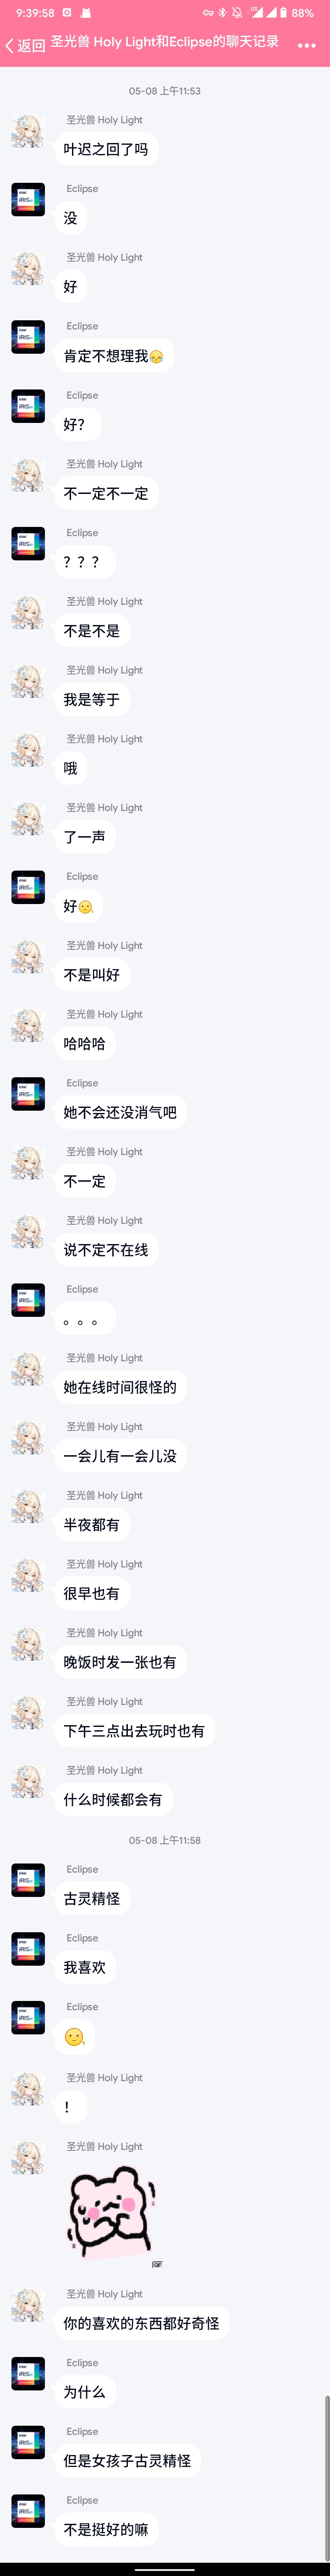 9:39:58
88%
返回
圣光兽 Holy Light和Eclipse的聊天记录
05-08 上午11:53
圣光兽 Holy Light
叶迟之回了吗
Eclipse
没
圣光兽 Holy Light
好
Eclipse
肯定不想理我
Eclipse
好？
圣光兽 Holy Light
不一定不一定
Eclipse
？？？
圣光兽 Holy Light
不是不是
圣光兽 Holy Light
我是等于
圣光兽 Holy Light
哦
圣光兽 Holy Light
了一声
Eclipse
好
圣光兽 Holy Light
不是叫好
圣光兽 Holy Light
哈哈哈
Eclipse
她不会还没消气吧
圣光兽 Holy Light
不一定
圣光兽 Holy Light
说不定不在线
Eclipse
。。。
圣光兽 Holy Light
她在线时间很怪的
圣光兽 Holy Light
一会儿有一会儿没
圣光兽 Holy Light
半夜都有
圣光兽 Holy Light
很早也有
圣光兽 Holy Light
晚饭时发一张也有
圣光兽 Holy Light
下午三点出去玩时也有
圣光兽 Holy Light
什么时候都会有
05-08 上午11:58
Eclipse
古灵精怪
Eclipse
我喜欢
Eclipse
圣光兽 Holy Light
！
圣光兽 Holy Light
GIF
圣光兽 Holy Light
你的喜欢的东西都好奇怪
Eclipse
为什么
Eclipse
但是女孩子古灵精怪
Eclipse
不是挺好的嘛